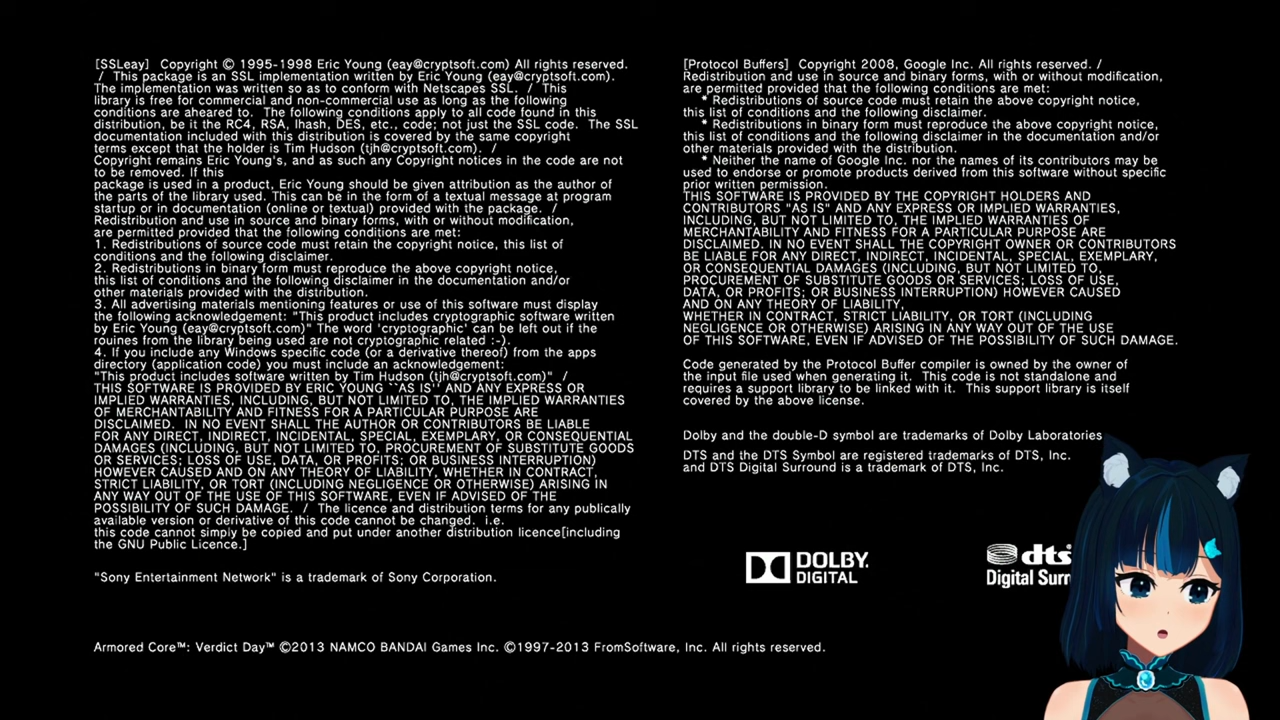 [SSLeay]  Copyright © 1995-1998 Eric Young (eay@cryptsoft.com) All rights reserved.
/  This package is an SSL implementation written by Eric Young (eay@cryptsoft.com).
The implementation was written so as to conform with Netscapes SSL.  /  This
library is free for commercial and non-commercial use as long as the following
conditions are aheared to.  The following conditions apply to all code found in this
distribution, be it the RC4, RSA, lhash, DES, etc., code; not just the SSL code.  The SSL
documentation included with this distribution is covered by the same copyright
terms except that the holder is Tim Hudson (tjh@cryptsoft.com).  /
Copyright remains Eric Young's, and as such any Copyright notices in the code are not
to be removed. If this
package is used in a product, Eric Young should be given attribution as the author of
the parts of the library used. This can be in the form of a textual message at program
startup or in documentation (online or textual) provided with the package.  /
Redistribution and use in source and binary forms, with or without modification,
are permitted provided that the following conditions are met:
1. Redistributions of source code must retain the copyright notice, this list of
conditions and the following disclaimer.
2. Redistributions in binary form must reproduce the above copyright notice,
this list of conditions and the following disclaimer in the documentation and/or
other materials provided with the distribution.
3. All advertising materials mentioning features or use of this software must display
the following acknowledgement: "This product includes cryptographic software written
by Eric Young (eay@cryptsoft.com)" The word 'cryptographic' can be left out if the
rouines from the library being used are not cryptographic related :-).
4. If you include any Windows specific code (or a derivative thereof) from the apps
directory (application code) you must include an acknowledgement:
"This product includes software written by Tim Hudson (tjh@cryptsoft.com)"  /
THIS SOFTWARE IS PROVIDED BY ERIC YOUNG ``AS IS'' AND ANY EXPRESS OR
IMPLIED WARRANTIES, INCLUDING, BUT NOT LIMITED TO, THE IMPLIED WARRANTIES
OF MERCHANTABILITY AND FITNESS FOR A PARTICULAR PURPOSE ARE
DISCLAIMED.  IN NO EVENT SHALL THE AUTHOR OR CONTRIBUTORS BE LIABLE
FOR ANY DIRECT, INDIRECT, INCIDENTAL, SPECIAL, EXEMPLARY, OR CONSEQUENTIAL
DAMAGES (INCLUDING, BUT NOT LIMITED TO, PROCUREMENT OF SUBSTITUTE GOODS
OR SERVICES; LOSS OF USE, DATA, OR PROFITS; OR BUSINESS INTERRUPTION)
HOWEVER CAUSED AND ON ANY THEORY OF LIABILITY, WHETHER IN CONTRACT,
STRICT LIABILITY, OR TORT (INCLUDING NEGLIGENCE OR OTHERWISE) ARISING IN
ANY WAY OUT OF THE USE OF THIS SOFTWARE, EVEN IF ADVISED OF THE
POSSIBILITY OF SUCH DAMAGE.  /  The licence and distribution terms for any publically
available version or derivative of this code cannot be changed.  i.e.
this code cannot simply be copied and put under another distribution licence[including
the GNU Public Licence.]
"Sony Entertainment Network" is a trademark of Sony Corporation.
[Protocol Buffers]  Copyright 2008, Google Inc. All rights reserved. /
Redistribution and use in source and binary forms, with or without modification,
are permitted provided that the following conditions are met:
* Redistributions of source code must retain the above copyright notice,
this list of conditions and the following disclaimer.
* Redistributions in binary form must reproduce the above copyright notice,
this list of conditions and the following disclaimer in the documentation and/or
other materials provided with the distribution.
* Neither the name of Google Inc. nor the names of its contributors may be
used to endorse or promote products derived from this software without specific
prior written permission.
THIS SOFTWARE IS PROVIDED BY THE COPYRIGHT HOLDERS AND
CONTRIBUTORS "AS IS" AND ANY EXPRESS OR IMPLIED WARRANTIES,
INCLUDING, BUT NOT LIMITED TO, THE IMPLIED WARRANTIES OF
MERCHANTABILITY AND FITNESS FOR A PARTICULAR PURPOSE ARE
DISCLAIMED. IN NO EVENT SHALL THE COPYRIGHT OWNER OR CONTRIBUTORS
BE LIABLE FOR ANY DIRECT, INDIRECT, INCIDENTAL, SPECIAL, EXEMPLARY,
OR CONSEQUENTIAL DAMAGES (INCLUDING, BUT NOT LIMITED TO,
PROCUREMENT OF SUBSTITUTE GOODS OR SERVICES; LOSS OF USE,
DATA, OR PROFITS; OR BUSINESS INTERRUPTION) HOWEVER CAUSED
AND ON ANY THEORY OF LIABILITY,
WHETHER IN CONTRACT, STRICT LIABILITY, OR TORT (INCLUDING
NEGLIGENCE OR OTHERWISE) ARISING IN ANY WAY OUT OF THE USE
OF THIS SOFTWARE, EVEN IF ADVISED OF THE POSSIBILITY OF SUCH DAMAGE.
Code generated by the Protocol Buffer compiler is owned by the owner of
the input file used when generating it.  This code is not standalone and
requires a support library to be linked with it.  This support library is itself
covered by the above license.
Dolby and the double-D symbol are trademarks of Dolby Laboratories
DTS and the DTS Symbol are registered trademarks of DTS, Inc.
and DTS Digital Surround is a trademark of DTS, Inc.
DOLBY.
DIGITAL
dts
Digital Surr
Armored Core™: Verdict Day™ ©2013 NAMCO BANDAI Games Inc. ©1997-2013 FromSoftware, Inc. All rights reserved.